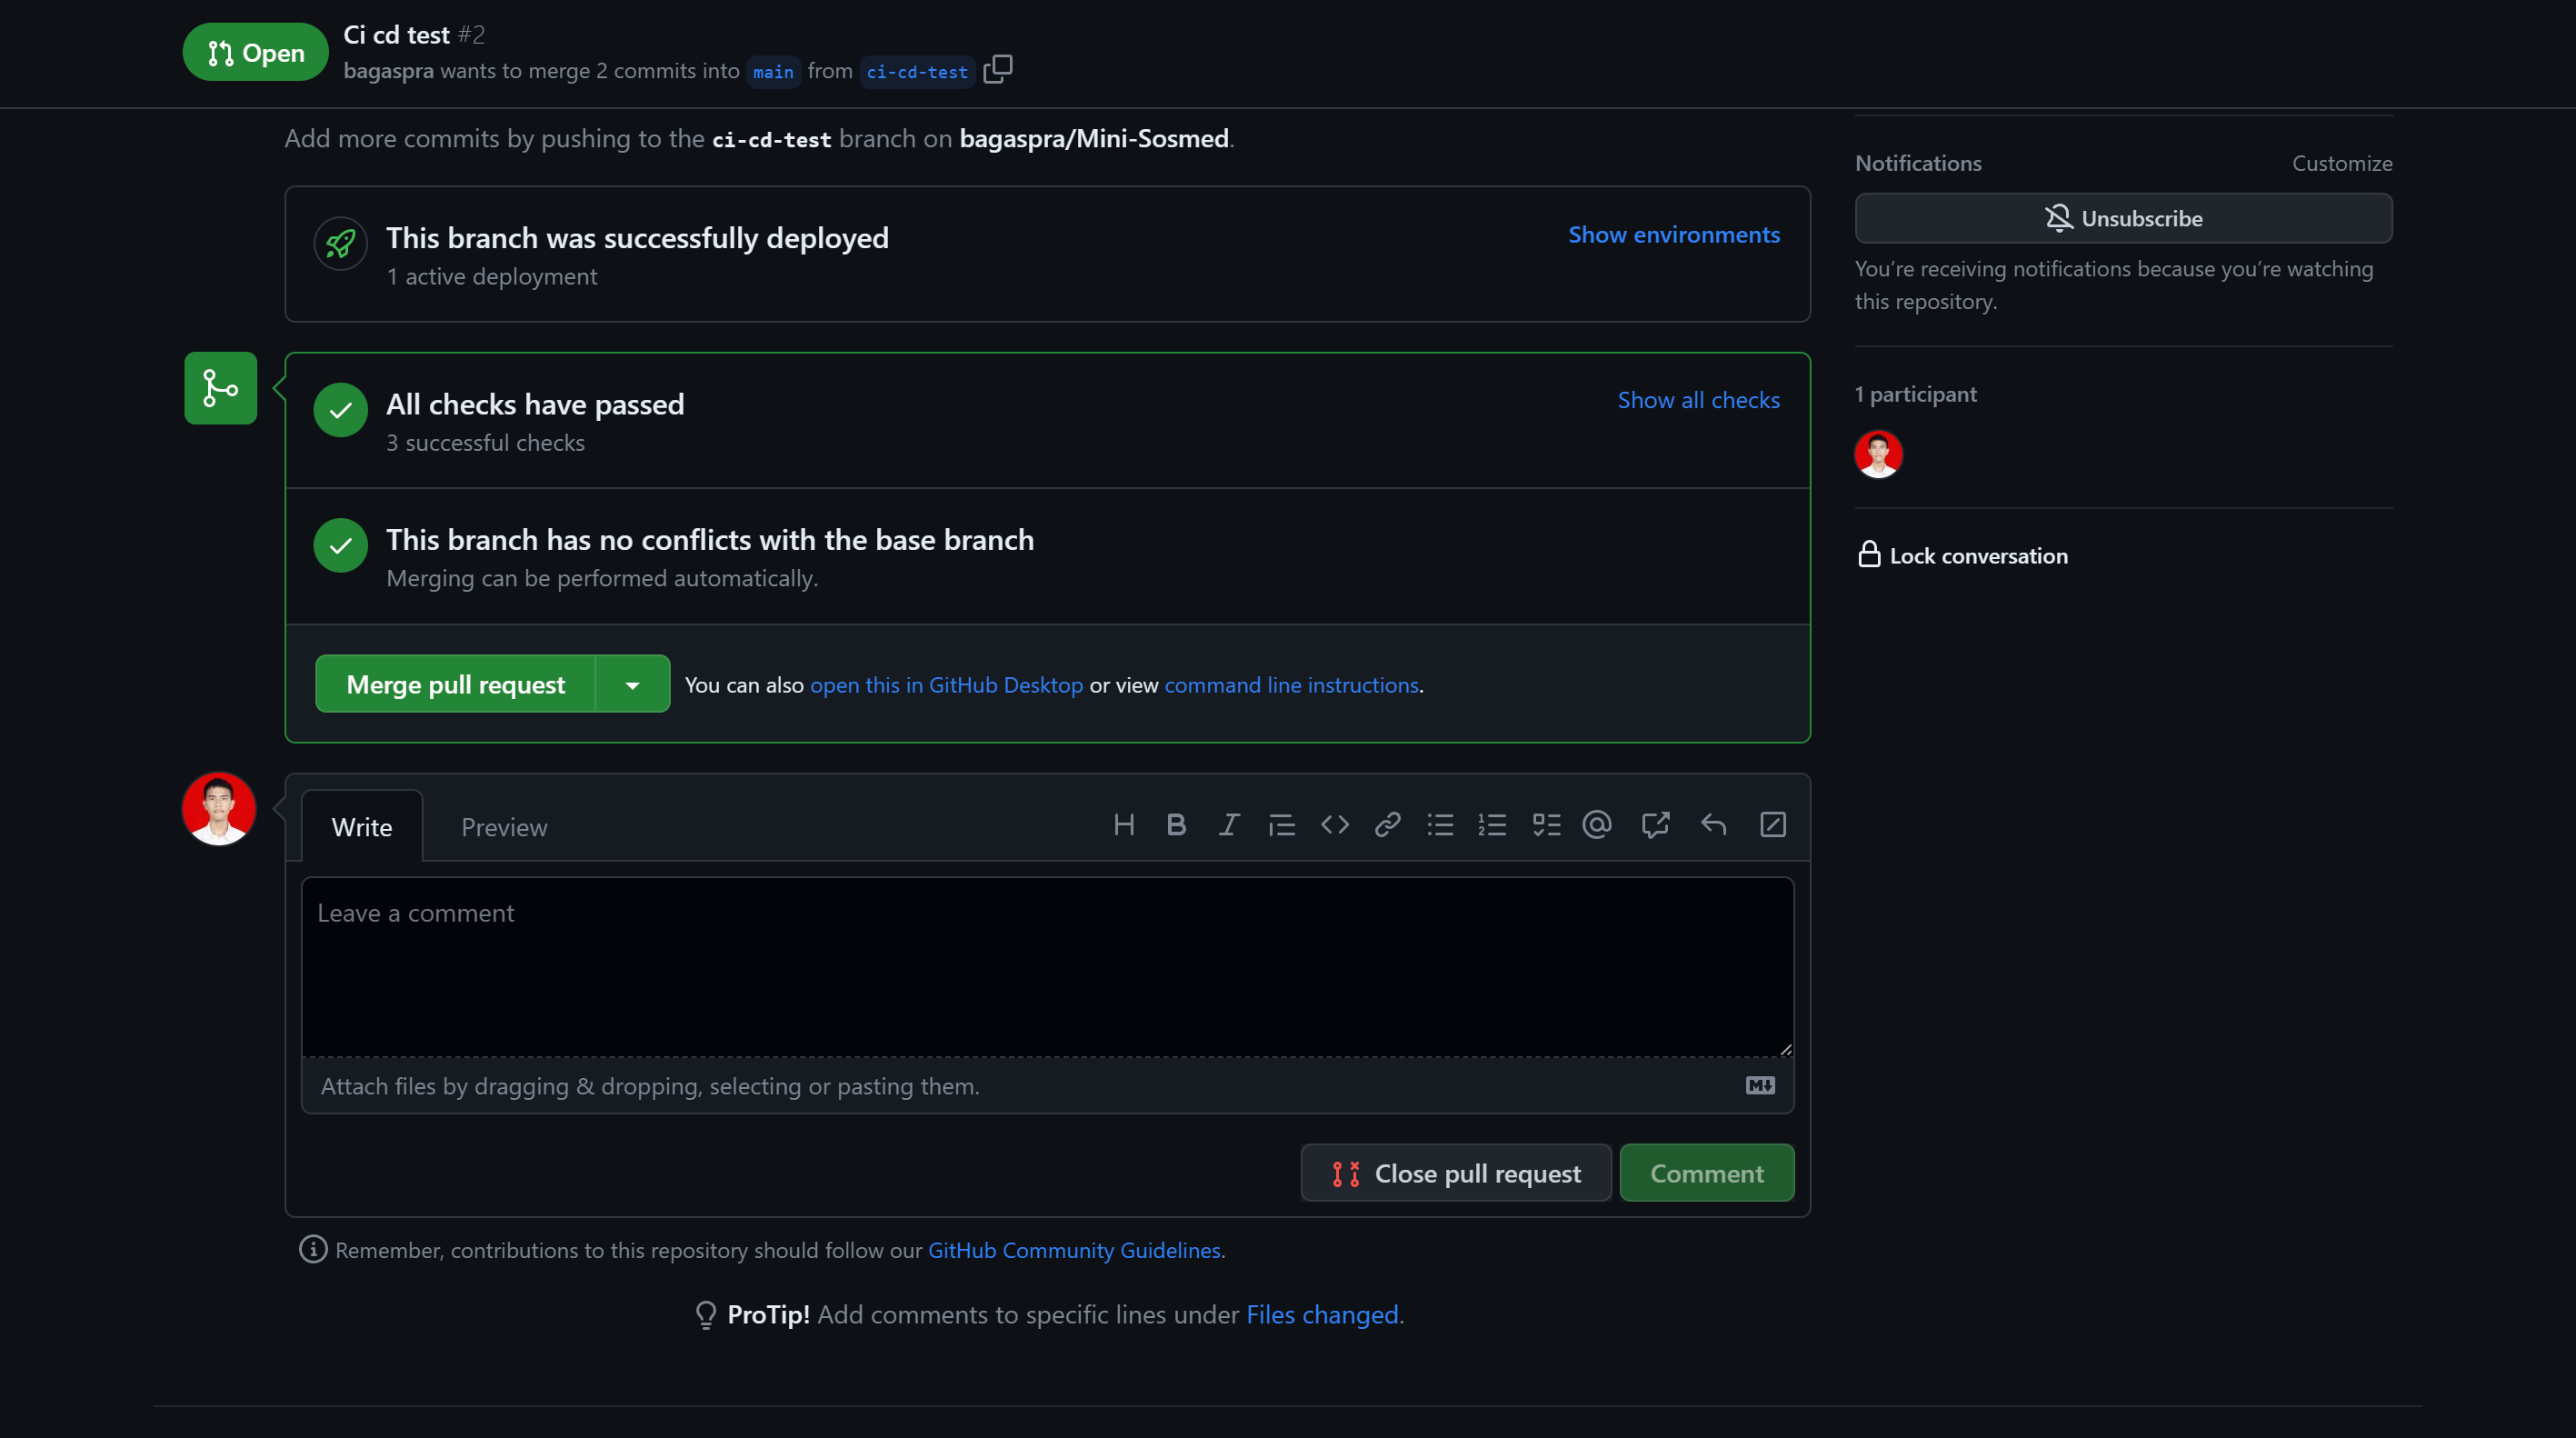 Open
Ci cd test #2
bagaspra wants to merge 2 commits into main from ci-cd-test
Add more commits by pushing to the ci-cd-test branch on bagaspra/Mini-Sosmed.
This branch was successfully deployed
1 active deployment
Show environments
All checks have passed
3 successful checks
Show all checks
This branch has no conflicts with the base branch
Merging can be performed automatically.
Merge pull request
You can also open this in GitHub Desktop or view command line instructions.
Write
Preview
Leave a comment
Attach files by dragging & dropping, selecting or pasting them.
Close pull request
Comment
Remember, contributions to this repository should follow our GitHub Community Guidelines.
ProTip! Add comments to specific lines under Files changed.
Notifications
Customize
Unsubscribe
You’re receiving notifications because you’re watching
this repository.
1 participant
Lock conversation